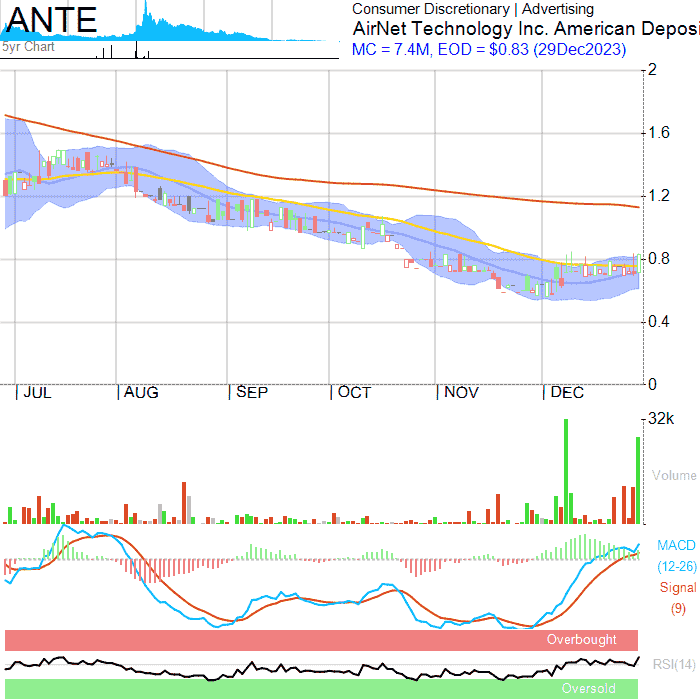 ANTE
5yr Chart
Consumer Discretionary | Advertising
AirNet Technology Inc. American Deposi
MC = 7.4M, EOD = $0.83 (29Dec2023)
2
1.6
1.2
0.8
0.4
0
JUL AUG SEP OCT NOV DEC
32k
Volume
MACD
(12-26)
Signal
(9)
Overbought
RSI(14)
Oversold